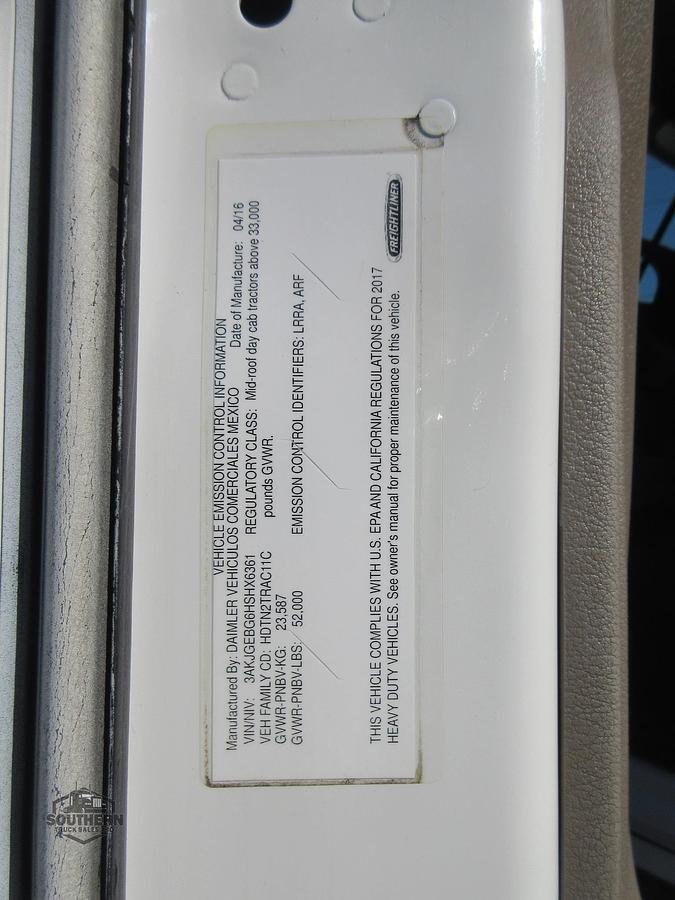 VEHICLE EMISSION CONTROL INFORMATION
Manufactured By: DAIMLER VEHICULOS COMERCIALES MEXICO Date of Manufacture: 04/16
VIN/NIV: 3AKJGEBG6HSHX6361 REGULATORY CLASS: Mid-roof day cab tractors above 33,000
VEH FAMILY CD: HDTN2TRAC11C pounds GVWR.
GVWR-PNBV-KG: 23,587
GVWR-PNBV-LBS: 52,000 EMISSION CONTROL IDENTIFIERS: LRRA, ARF
THIS VEHICLE COMPLIES WITH U.S. EPA AND CALIFORNIA REGULATIONS FOR 2017
HEAVY DUTY VEHICLES. See owner's manual for proper maintenance of this vehicle.
FREIGHTLINER
SOUTHERN
TRUCK SALES